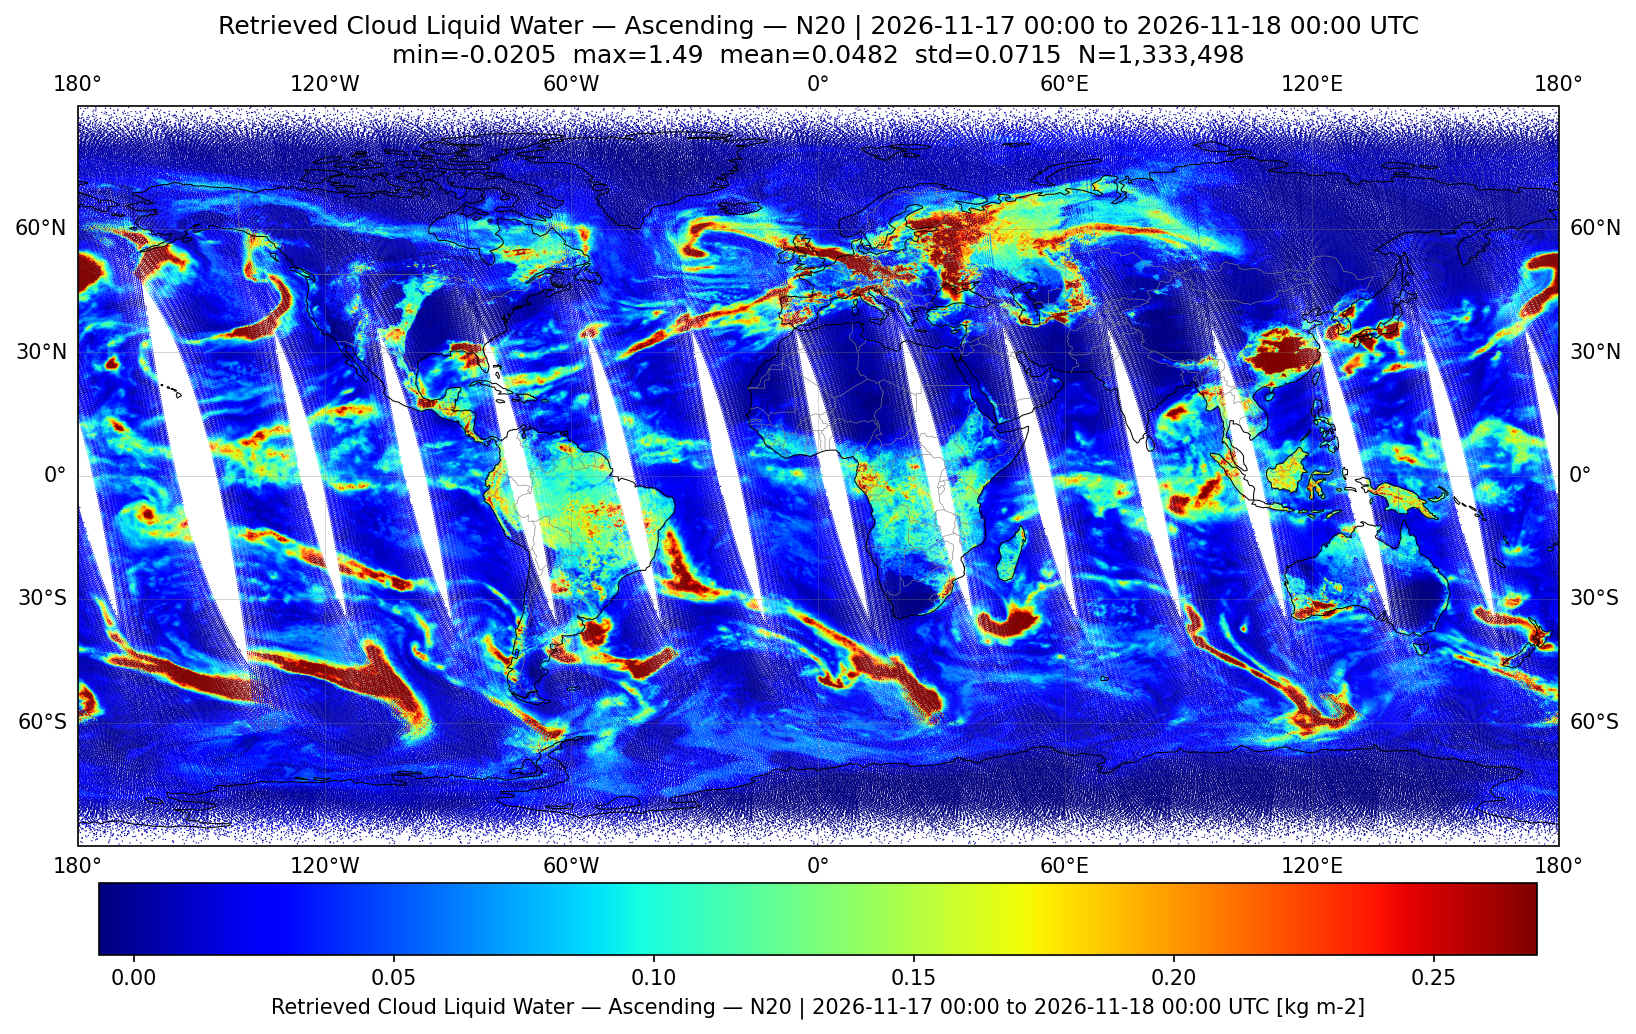 Retrieved Cloud Liquid Water — Ascending — N20 | 2026-11-17 00:00 to 2026-11-18 00:00 UTC
min=-0.0205  max=1.49  mean=0.0482  std=0.0715  N=1,333,498
180° 120°W 60°W 0° 60°E 120°E 180°
60°N 60°N
30°N 30°N
0° 0°
30°S 30°S
60°S 60°S
180° 120°W 60°W 0° 60°E 120°E 180°
0.00 0.05 0.10 0.15 0.20 0.25
Retrieved Cloud Liquid Water — Ascending — N20 | 2026-11-17 00:00 to 2026-11-18 00:00 UTC [kg m-2]